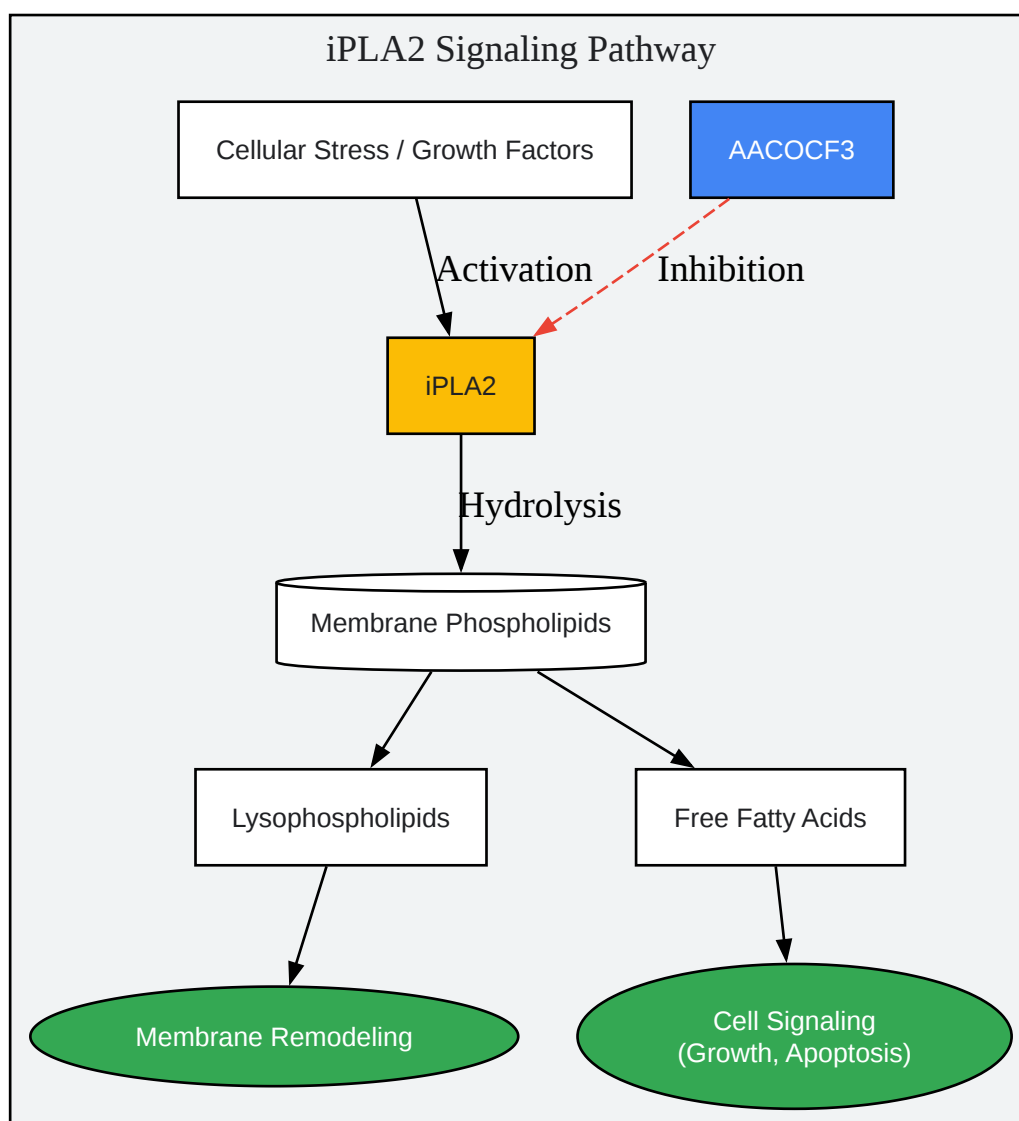 iPLA2 Signaling Pathway
Cellular Stress / Growth Factors
AACOCF3
Activation
Inhibition
iPLA2
Hydrolysis
Membrane Phospholipids
Lysophospholipids
Free Fatty Acids
Membrane Remodeling
Cell Signaling
(Growth, Apoptosis)